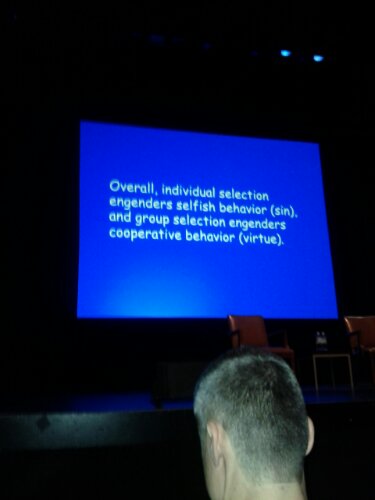 Overall, individual selection
engenders selfish behavior (sin),
and group selection engenders
cooperative behavior (virtue).